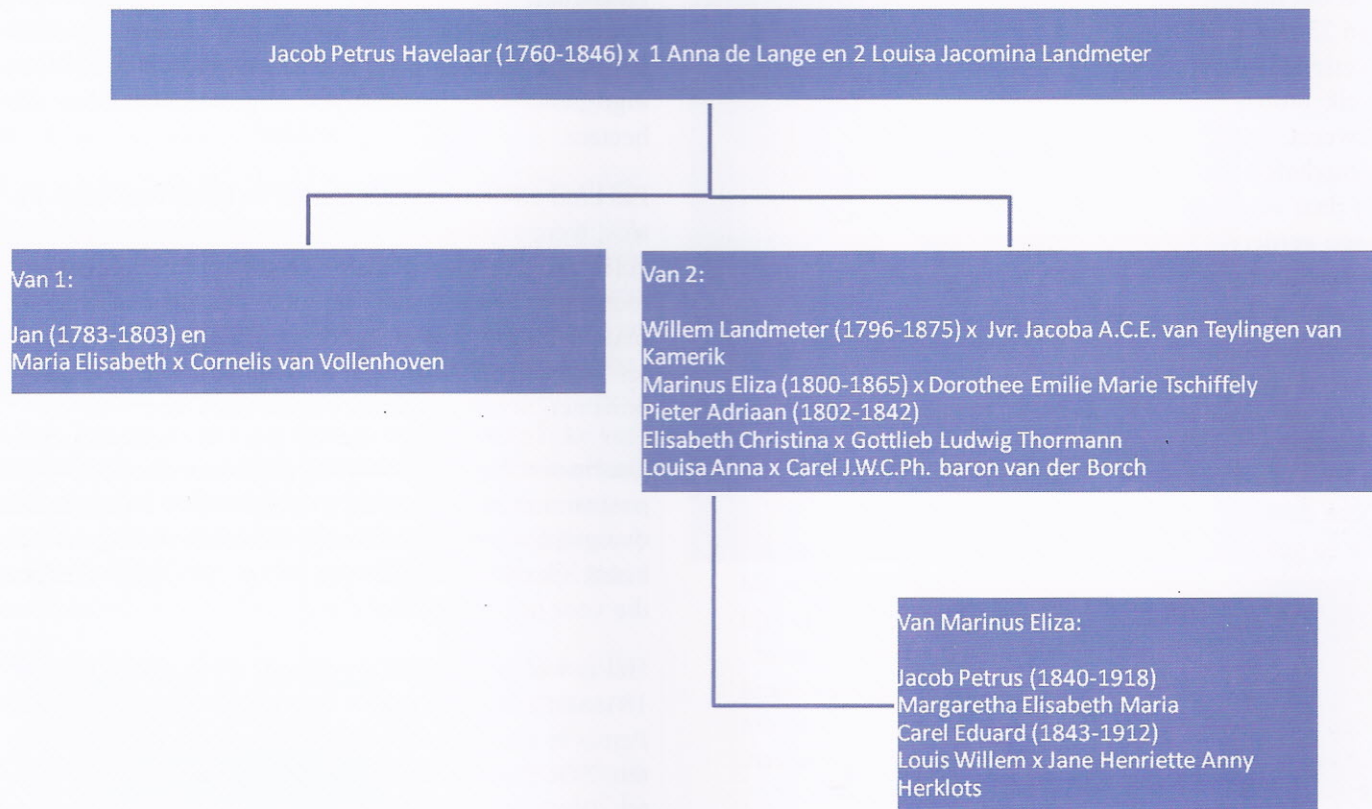 Jacob Petrus Havelaar (1760-1846) x 1 Anna de Lange en 2 Louisa Jacomina Landmeter
Van 1:
Jan (1783-1803) en
Maria Elisabeth x Cornelis van Vollenhoven
Van 2:
Willem Landmeter (1796-1875) x Jvr. Jacoba A.C.E. van Teylingen van
Kamerik
Marinus Eliza (1800-1865) x Dorothee Emilie Marie Tschiffely
Pieter Adriaan (1802-1842)
Elisabeth Christina x Gottlieb Ludwig Thormann
Louisa Anna x Carel J.W.C.Ph. baron van der Borch
Van Marinus Eliza:
Jacob Petrus (1840-1918)
Margaretha Elisabeth Maria
Carel Eduard (1843-1912)
Louis Willem x Jane Henriette Anny
Herklots